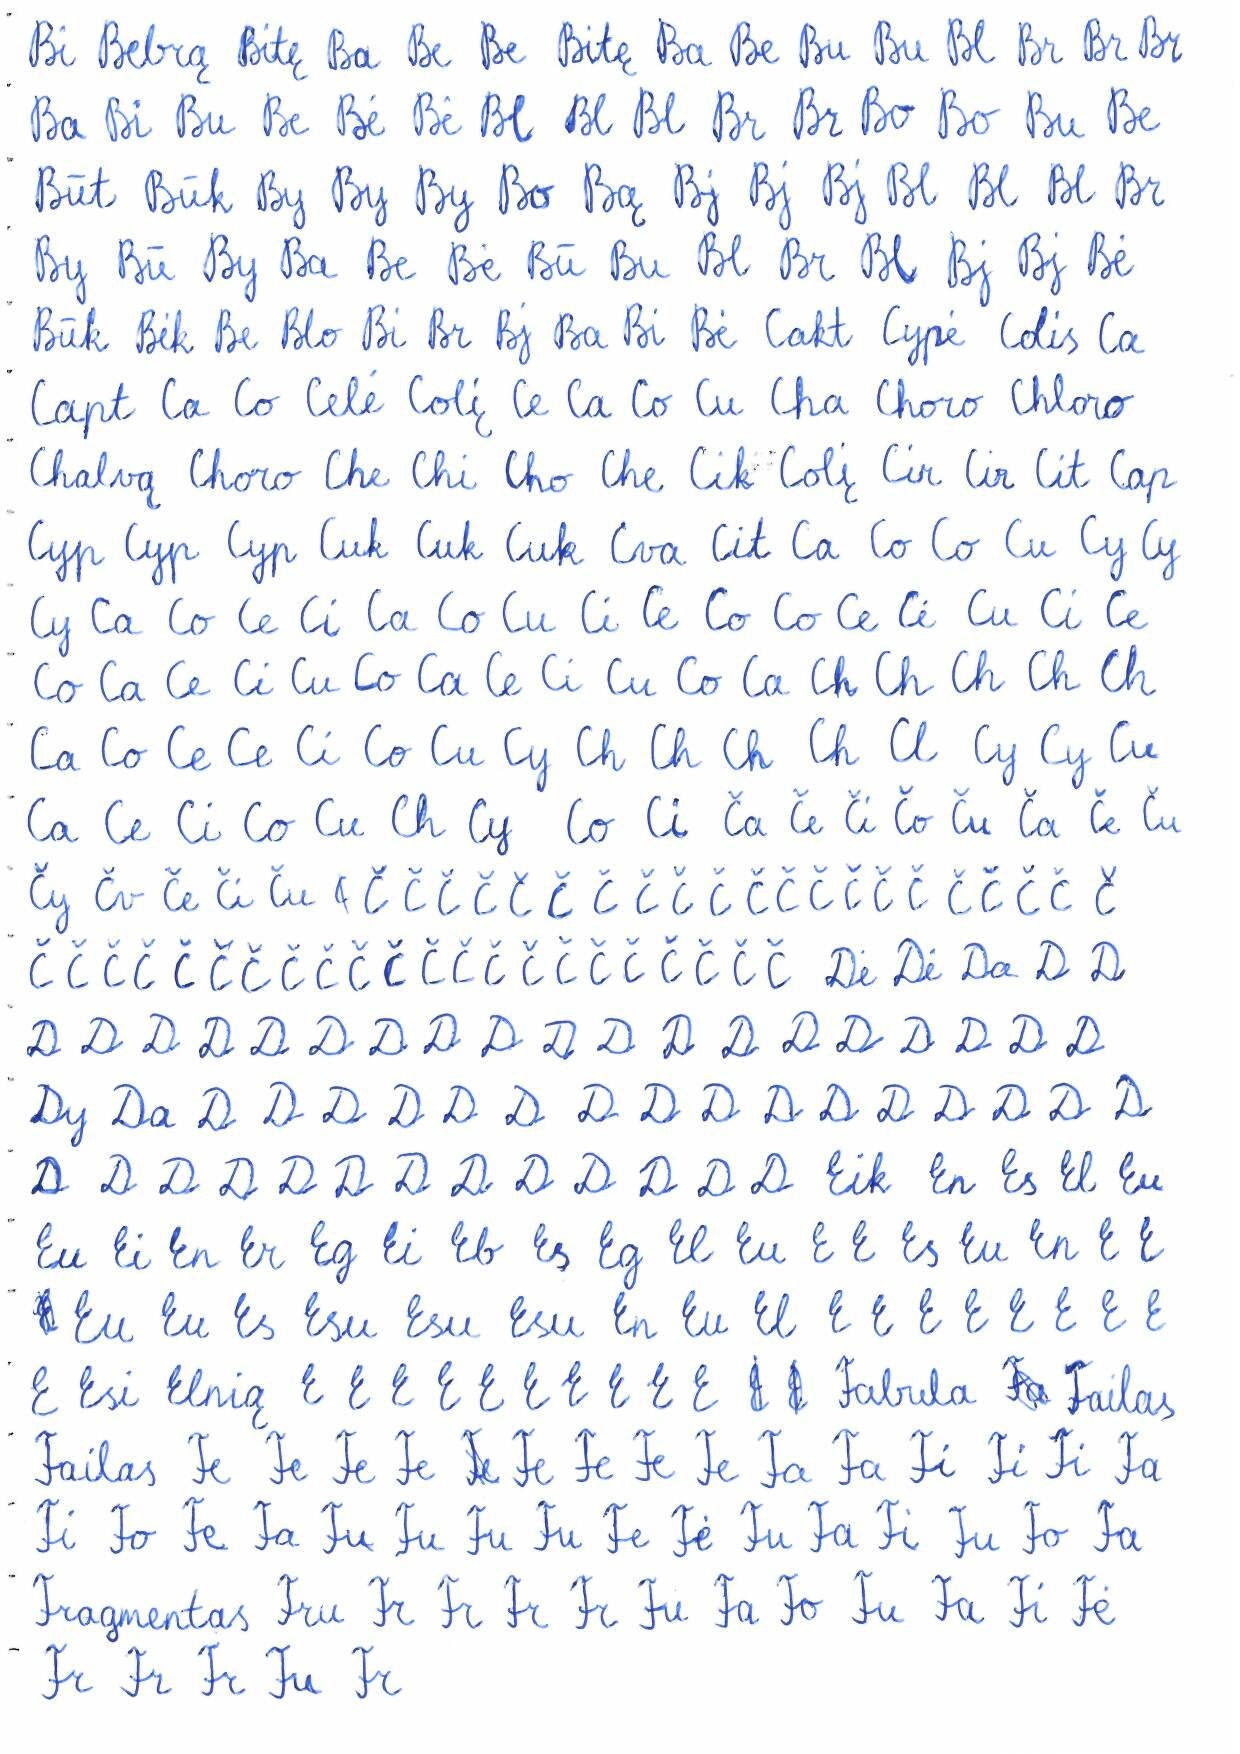 Bi Bebrą Bitę Ba Be Be Bitę Ba Be Bu Bu Bl Br Br Br
Ba Bi Bu Be Bė Bė Bl Bl Bl Br Br Bo Bo Bu Be
Būt Būk By By By Bo Bą Bj Bj Bj Bl Bl Bl Br
By Bū By Ba Be Bė Bū Bu Bl Br Bl Bj Bj Bė
Būk Bėk Be Blo Bi Br Bj Ba Bi Bė Cakt Cypė Colis Ca
Capt Ca Co Celė Colį Ce Ca Co Cu Cha Choro Chloro
Chalvą Choro Che Chi Cho Che Cik Colį Cir Cir Cit Cap
Cyp Cyp Cyp Cuk Cuk Cuk Cva Cit Ca Co Co Cu Cy Cy
Cy Ca Co Ce Ci Ca Co Cu Ci Ce Co Co Ce Cė Cu Ci Ce
Co Ca Ce Ci Cu Co Ca Ce Ci Cu Co Ca Ch Ch Ch Ch Ch
Ca Co Ce Ce Ci Co Cu Cy Ch Ch Ch Ch Cl Cy Cy Cu
Ca Ce Ci Co Cu Ch Cy Co Ci Ča Če Či Čo Ču Ča Če Ču
Čy Čv Če Či Ču Č Č Č Č Č Č Č Č Č Č Č Č Č Č Č Č Č Č Č Č
Č Č Č Č Č Č Č Č Č Č Č Č Č Č Č Č Č Č Č Č Č Č Dė DėA D D
D D D D D D D D D D D D D D D D D D D
Dy Da D D D D D D D D D D D D D D D D
D D D D D D D D D D D D D Eik En Es El Eu
Eu Ei En Er Eg Ei Eb Es Eg El Eu E E Es Eu En E E
Eu Eu Es Esu Esu Esu En Eu El E E E E E E E E
E Esi Elnią E E E E E E E E E E Fabula Failas
Failas Fe Fe Fe Fe Fe Fe Fe Fe Fa Fa Fi Fi Fi Fa
Fi Fo Fe Fa Fu Fu Fu Fu Fe Fė Fu Fa Fi Fu Fo Fa
Fragmentas Fru Fr Fr Fr Fr Fu Fa Fo Fu Fa Fi Fė
Fr Fr Fr Fu Fr